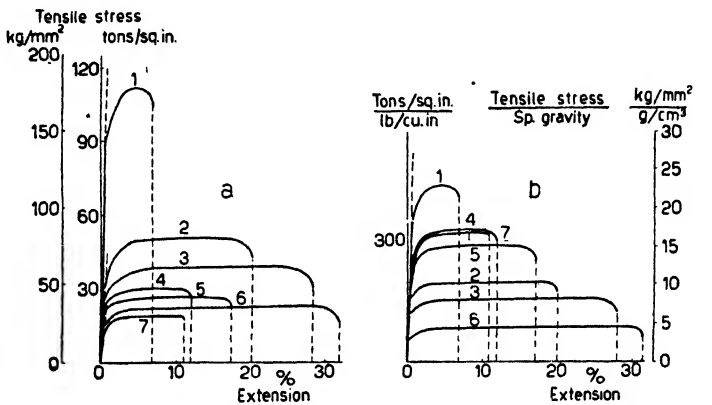 Tensile stress
kg/mm² tons/sq.in.
200
150
100
50
0
120
90
60
30
0 10 20 30
%
Extension
a
1
2
3
4
5
6
7
Tons/sq.in.
lb/cu.in
Tensile stress
Sp. gravity
kg/mm²
g/cm³
30
25
20
15
10
5
0
300
b
1
4
7
5
2
3
6
0 10 20 30
%
Extension